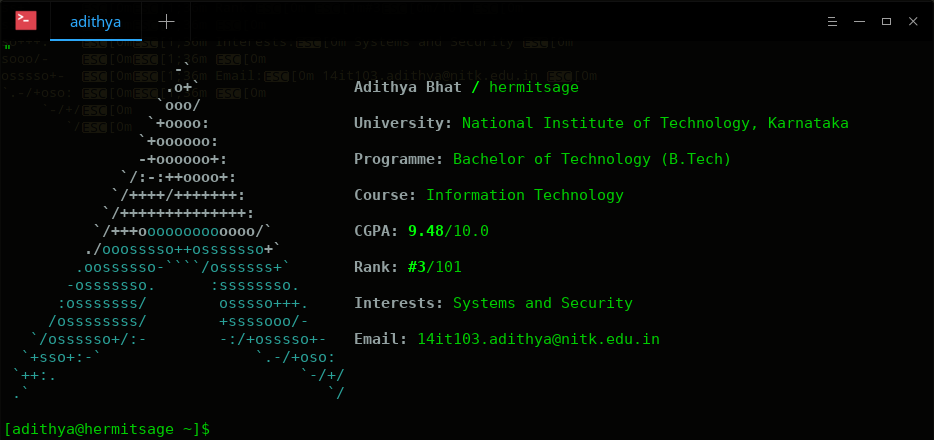 adithya
"
Adithya Bhat / hermitsage
University: National Institute of Technology, Karnataka
Programme: Bachelor of Technology (B.Tech)
Course: Information Technology
CGPA: 9.48/10.0
Rank: #3/101
Interests: Systems and Security
Email: 14it103.adithya@nitk.edu.in
[adithya@hermitsage ~]$